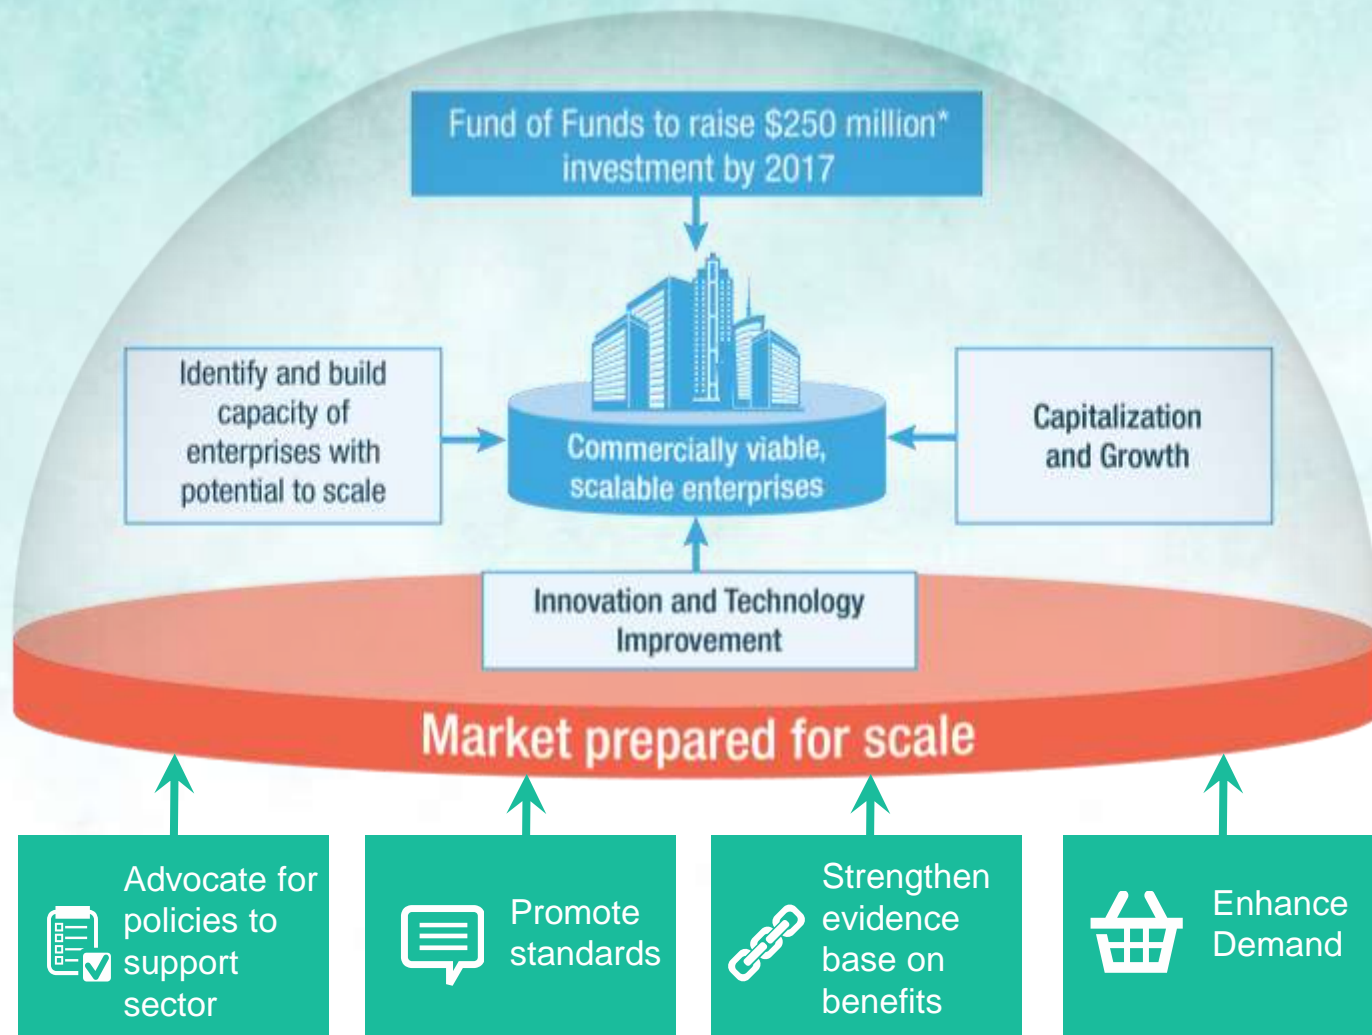 Fund of Funds to raise $250 million*
investment by 2017
Identify and build
capacity of
enterprises with
potential to scale
Commercially viable,
scalable enterprises
Capitalization
and Growth
Innovation and Technology
Improvement
Market prepared for scale
Advocate for
policies to
support
sector
Promote
standards
Strengthen
evidence
base on
benefits
Enhance
Demand